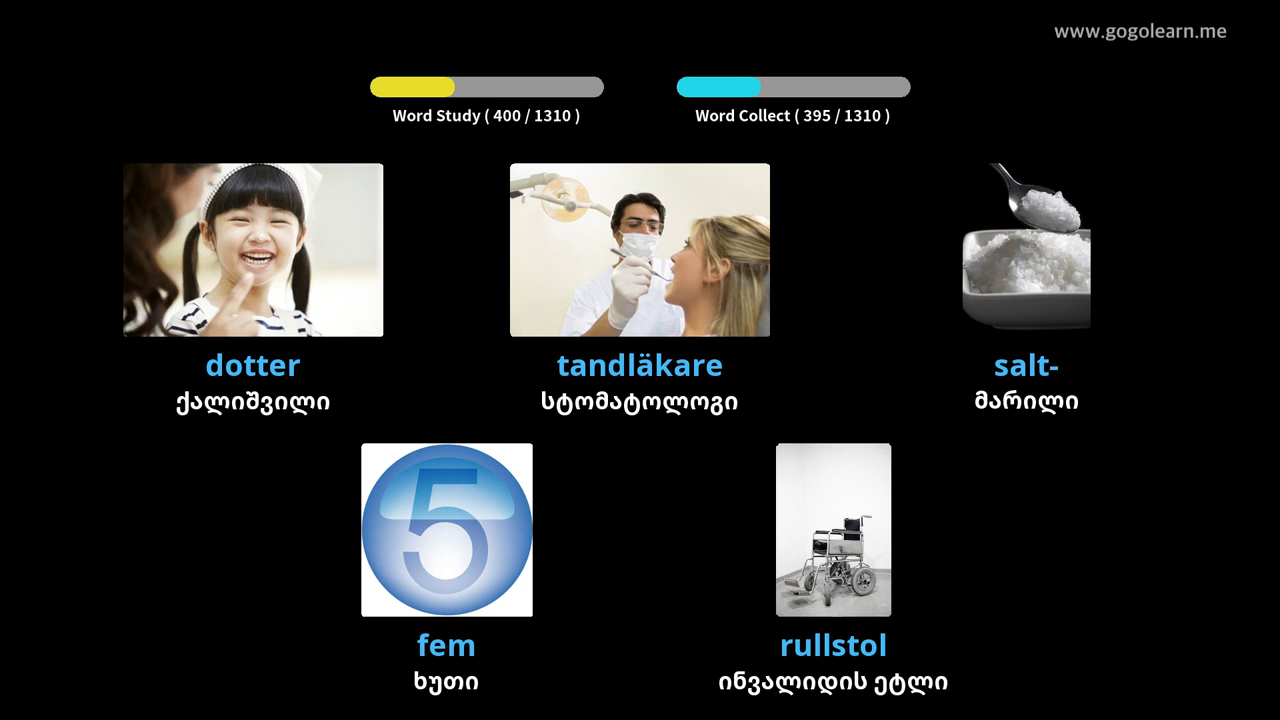 www.gogolearn.me
Word Study ( 400 / 1310 )
Word Collect ( 395 / 1310 )
dotter
ქალიშვილი
tandläkare
სტომატოლოგი
salt-
მარილი
5
fem
ხუთი
rullstol
ინვალიდის ეტლი